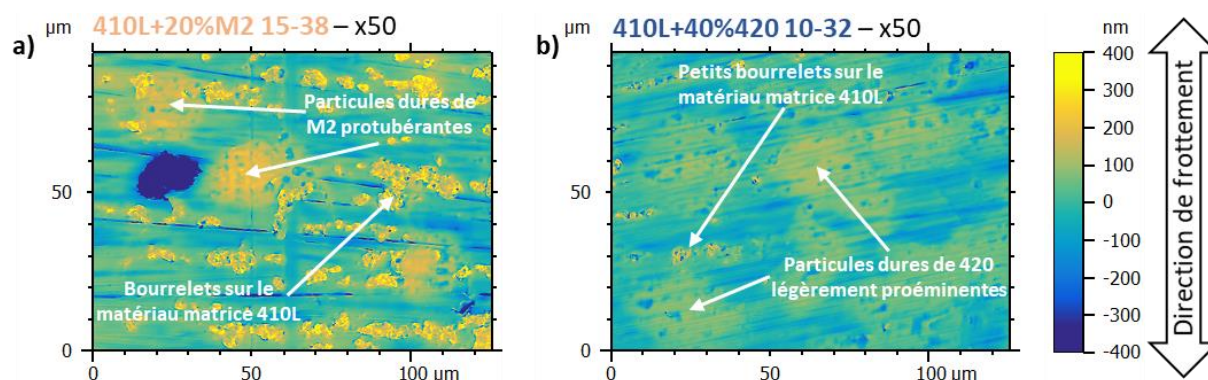 µm
410L+20%M2 15-38 – x50
a)
Particules dures de
M2 protubérantes
50
Bourrelets sur le
matériau matrice 410L
0
0
50
100 µm
µm
410L+40%420 10-32 – x50
b)
Petits bourrelets sur le
matériau matrice 410L
50
Particules dures de 420
légèrement proéminentes
0
0
50
100 µm
nm
400
300
200
100
0
-100
-200
-300
-400
Direction de frottement